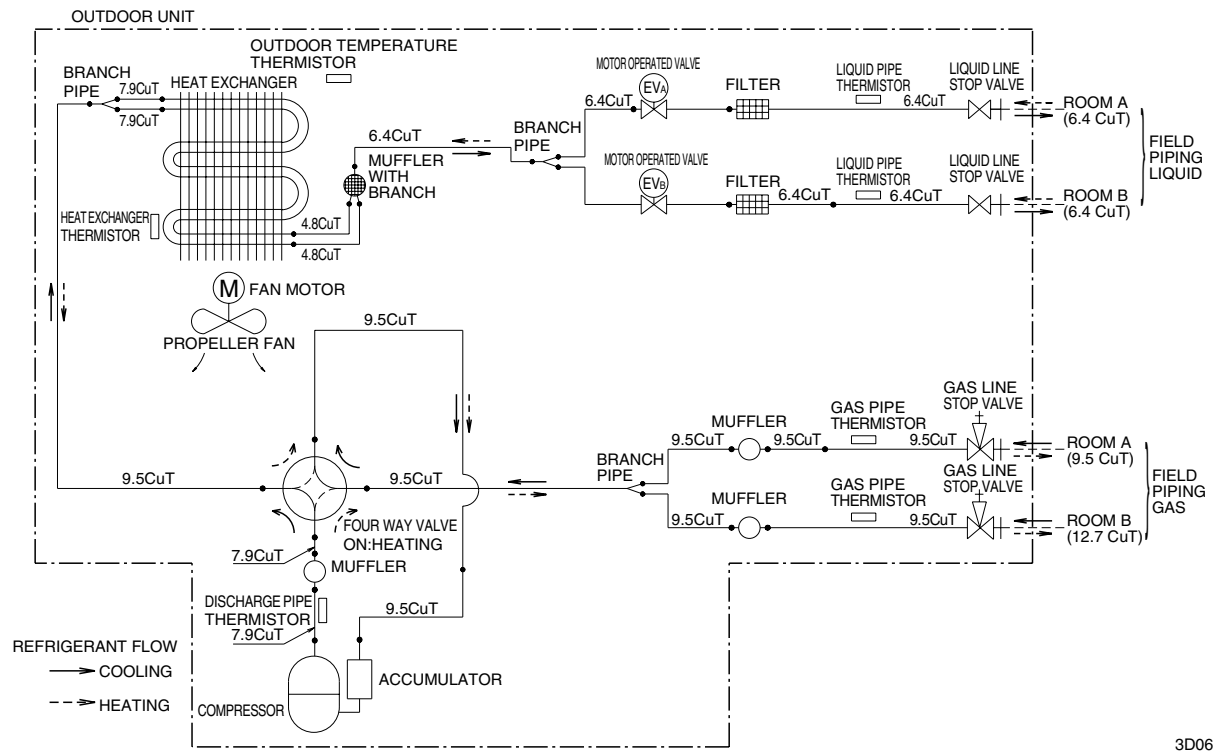 OUTDOOR UNIT
OUTDOOR TEMPERATURE
THERMISTOR
BRANCH
PIPE
7.9CuT
7.9CuT
HEAT EXCHANGER
HEAT EXCHANGER
THERMISTOR
4.8CuT
4.8CuT
6.4CuT
MUFFLER
WITH
BRANCH
BRANCH
PIPE
MOTOR OPERATED VALVE
EVA
6.4CuT
FILTER
LIQUID PIPE
THERMISTOR
6.4CuT
LIQUID LINE
STOP VALVE
ROOM A
(6.4 CuT)
MOTOR OPERATED VALVE
EVB
FILTER
6.4CuT
LIQUID PIPE
THERMISTOR
6.4CuT
LIQUID LINE
STOP VALVE
ROOM B
(6.4 CuT)
FIELD
PIPING
LIQUID
M
FAN MOTOR
PROPELLER FAN
9.5CuT
9.5CuT
9.5CuT
FOUR WAY VALVE
ON:HEATING
BRANCH
PIPE
9.5CuT
MUFFLER
9.5CuT
GAS PIPE
THERMISTOR
9.5CuT
GAS LINE
STOP VALVE
ROOM A
(9.5 CuT)
9.5CuT
MUFFLER
GAS PIPE
THERMISTOR
9.5CuT
GAS LINE
STOP VALVE
ROOM B
(12.7 CuT)
FIELD
PIPING
GAS
7.9CuT
MUFFLER
DISCHARGE PIPE
THERMISTOR
7.9CuT
9.5CuT
ACCUMULATOR
COMPRESSOR
REFRIGERANT FLOW
COOLING
HEATING
3D06